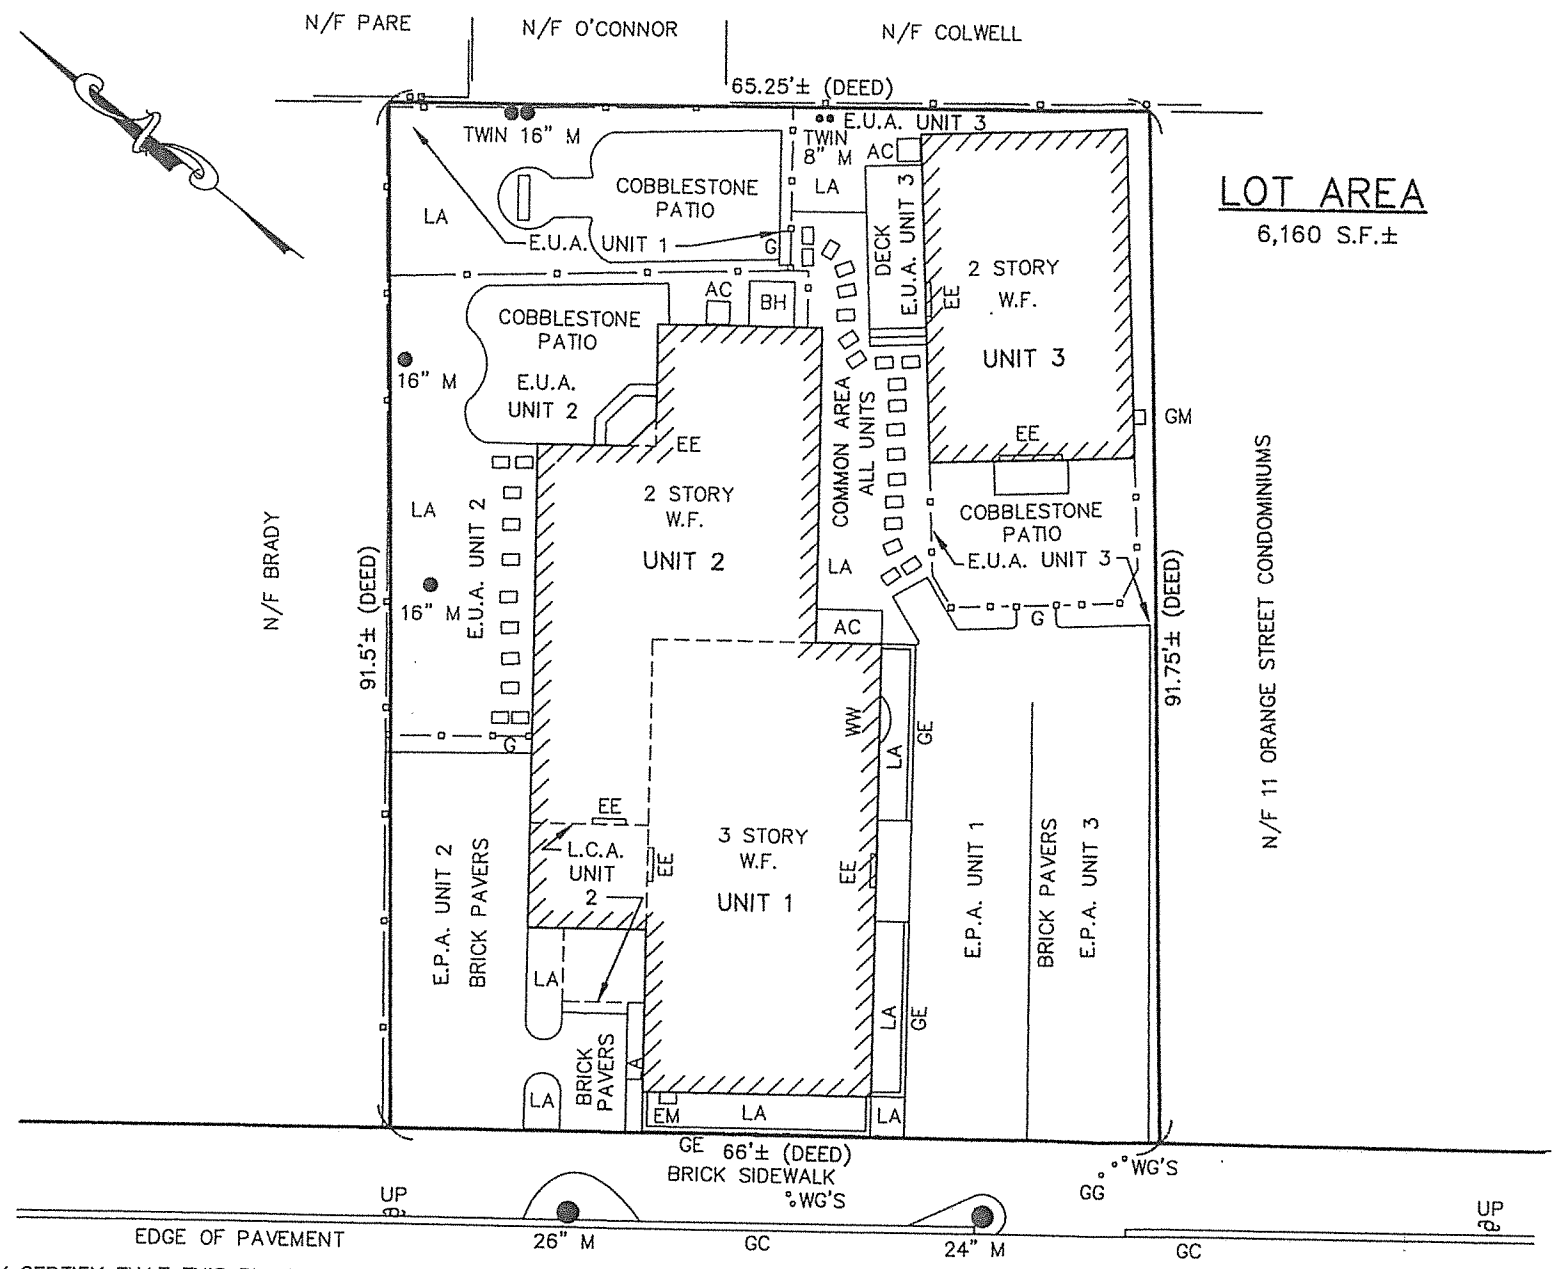 N/F PARE
N/F O'CONNOR
N/F COLWELL
65.25'± (DEED)
TWIN 16" M
TWIN
8" M
E.U.A. UNIT 3
AC
LA
COBBLESTONE
PATIO
LA
E.U.A. UNIT 1
G
DECK
E.U.A. UNIT 3
2 STORY
W.F.
UNIT 3
EE
EE
GM
LOT AREA
6,160 S.F.±
AC
BH
COBBLESTONE
PATIO
E.U.A.
UNIT 2
16" M
EE
COMMON AREA
ALL UNITS
LA
2 STORY
W.F.
UNIT 2
LA
E.U.A. UNIT 2
16" M
G
COBBLESTONE
PATIO
E.U.A. UNIT 3
G
AC
N/F BRADY
91.5'± (DEED)
91.75'± (DEED)
N/F 11 ORANGE STREET CONDOMINIUMS
WW
LA
GE
EE
L.C.A.
UNIT
2
EE
3 STORY
W.F.
UNIT 1
EE
E.P.A. UNIT 2
BRICK PAVERS
E.P.A. UNIT 1
BRICK PAVERS
E.P.A. UNIT 3
LA
LA
GE
BRICK
PAVERS
A
LA
EM
LA
LA
GE
66'± (DEED)
BRICK SIDEWALK
WG'S
WG'S
GG
UP
UP
EDGE OF PAVEMENT
26" M
GC
24" M
GC